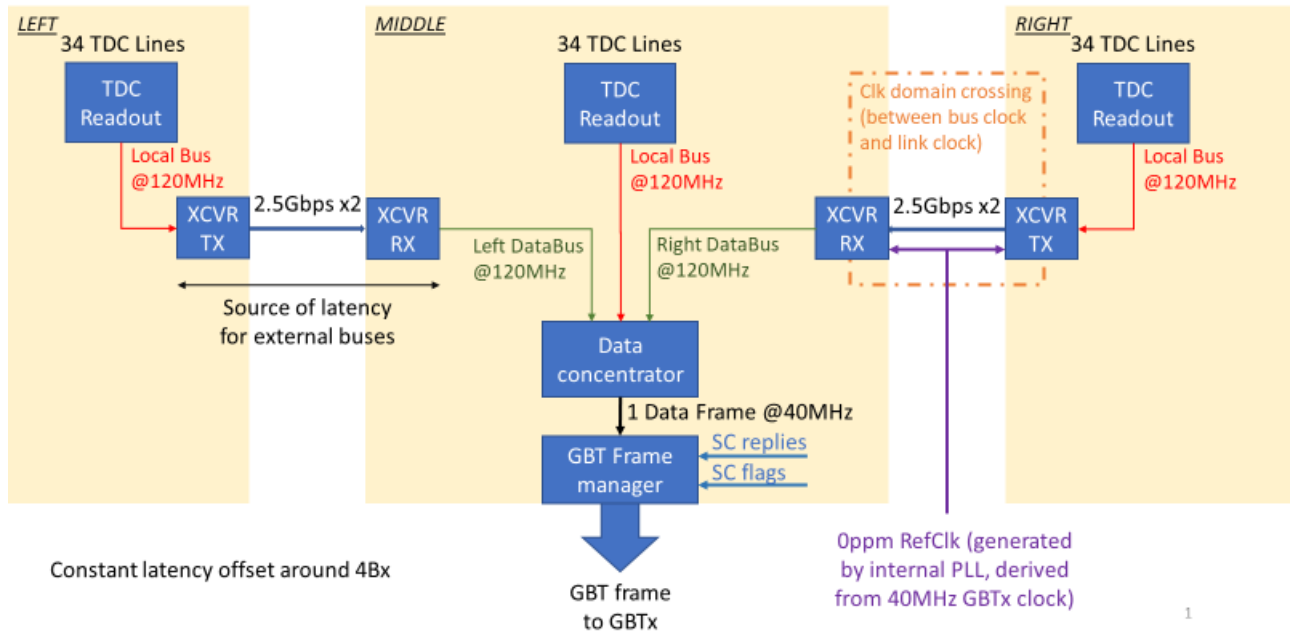 LEFT
34 TDC Lines
TDC
Readout
Local Bus
@120MHz
XCVR
TX
2.5Gbps x2
MIDDLE
34 TDC Lines
TDC
Readout
Local Bus
@120MHz
XCVR
RX
Left DataBus
@120MHz
Right DataBus
@120MHz
XCVR
RX
Clk domain crossing
(between bus clock
and link clock)
2.5Gbps x2
RIGHT
34 TDC Lines
TDC
Readout
Local Bus
@120MHz
XCVR
TX
Source of latency
for external buses
Data
concentrator
1 Data Frame @40MHz
GBT Frame
manager
SC replies
SC flags
Constant latency offset around 4Bx
GBT frame
to GBTx
0ppm RefClk (generated
by internal PLL, derived
from 40MHz GBTx clock)
1